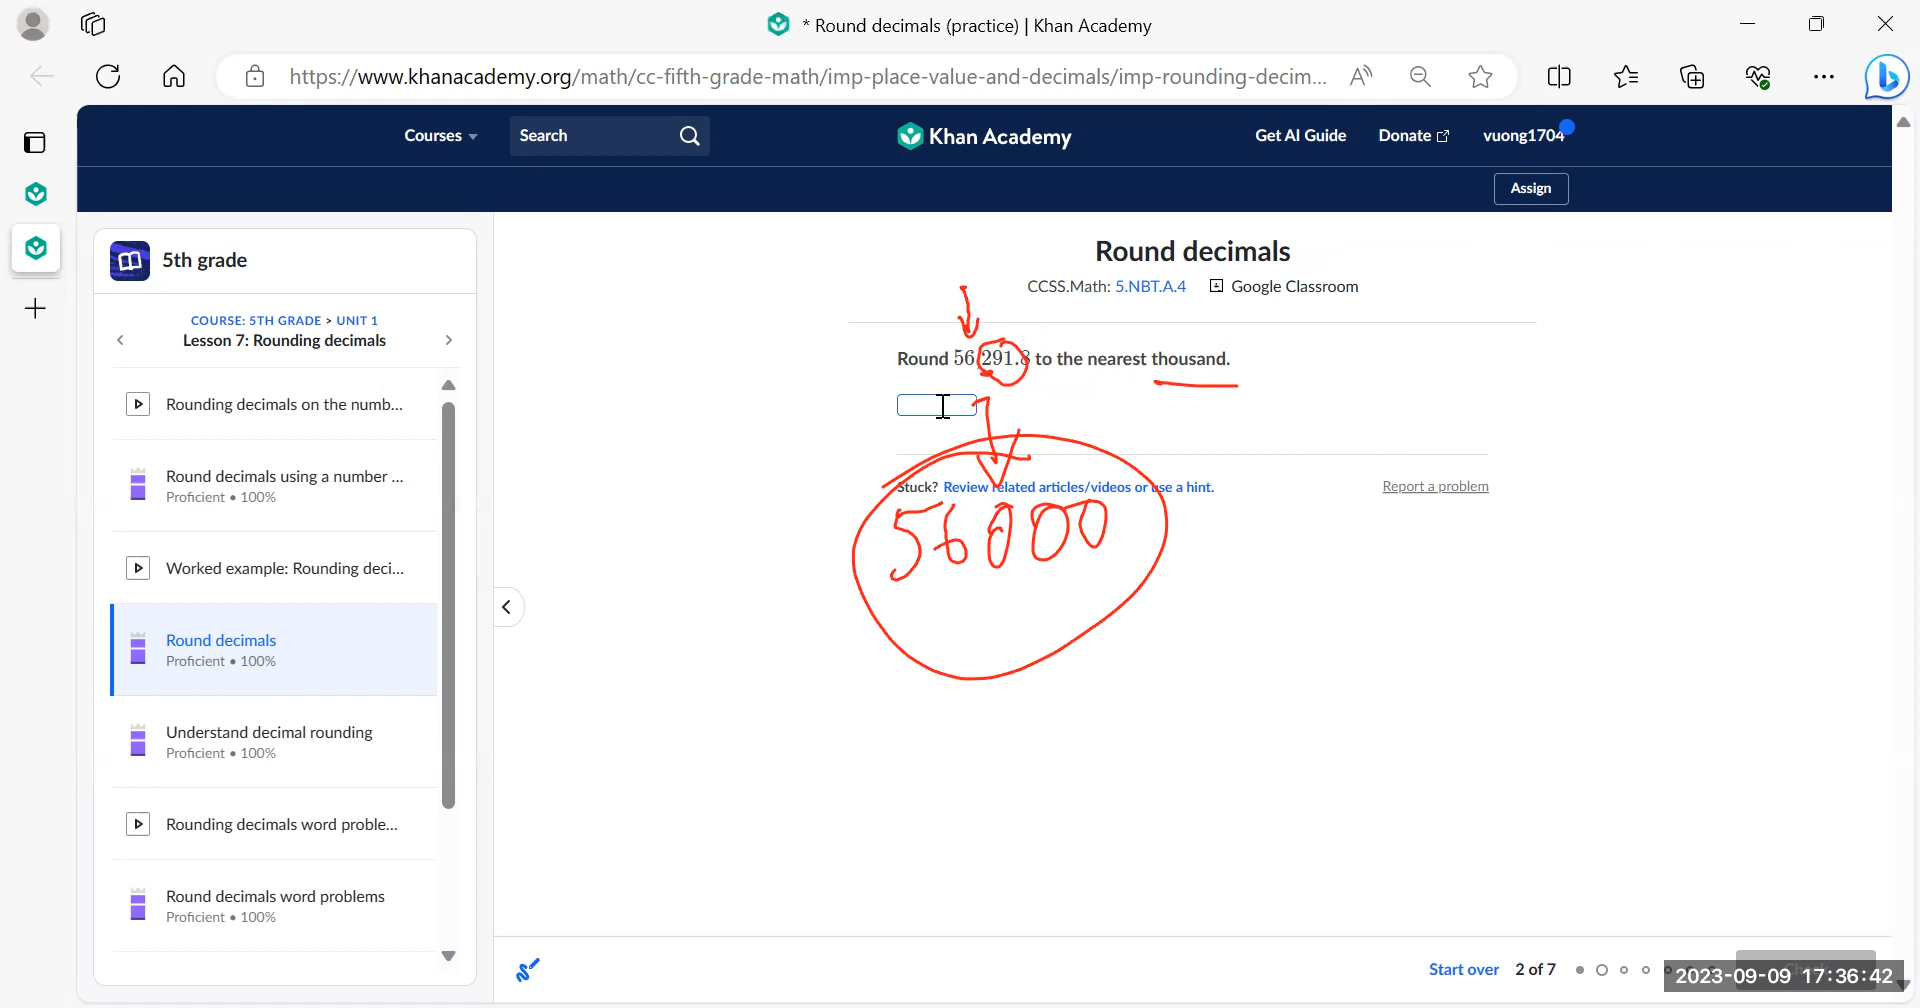 * Round decimals (practice) | Khan Academy
https://www.khanacademy.org/math/cc-fifth-grade-math/imp-place-value-and-decimals/imp-rounding-decim...
Courses
Search
Khan Academy
Get AI Guide
Donate
vuong1704
Assign
5th grade
COURSE: 5TH GRADE > UNIT 1
Lesson 7: Rounding decimals
Rounding decimals on the numb...
Round decimals using a number ...
Proficient • 100%
Worked example: Rounding deci...
Round decimals
Proficient • 100%
Understand decimal rounding
Proficient • 100%
Rounding decimals word proble...
Round decimals word problems
Proficient • 100%
Round decimals
CCSS.Math: 5.NBT.A.4
Google Classroom
Round 56,291.8 to the nearest thousand.
Stuck? Review related articles/videos or use a hint.
Report a problem
56000
Start over
2 of 7
2023-09-09 17:36:42